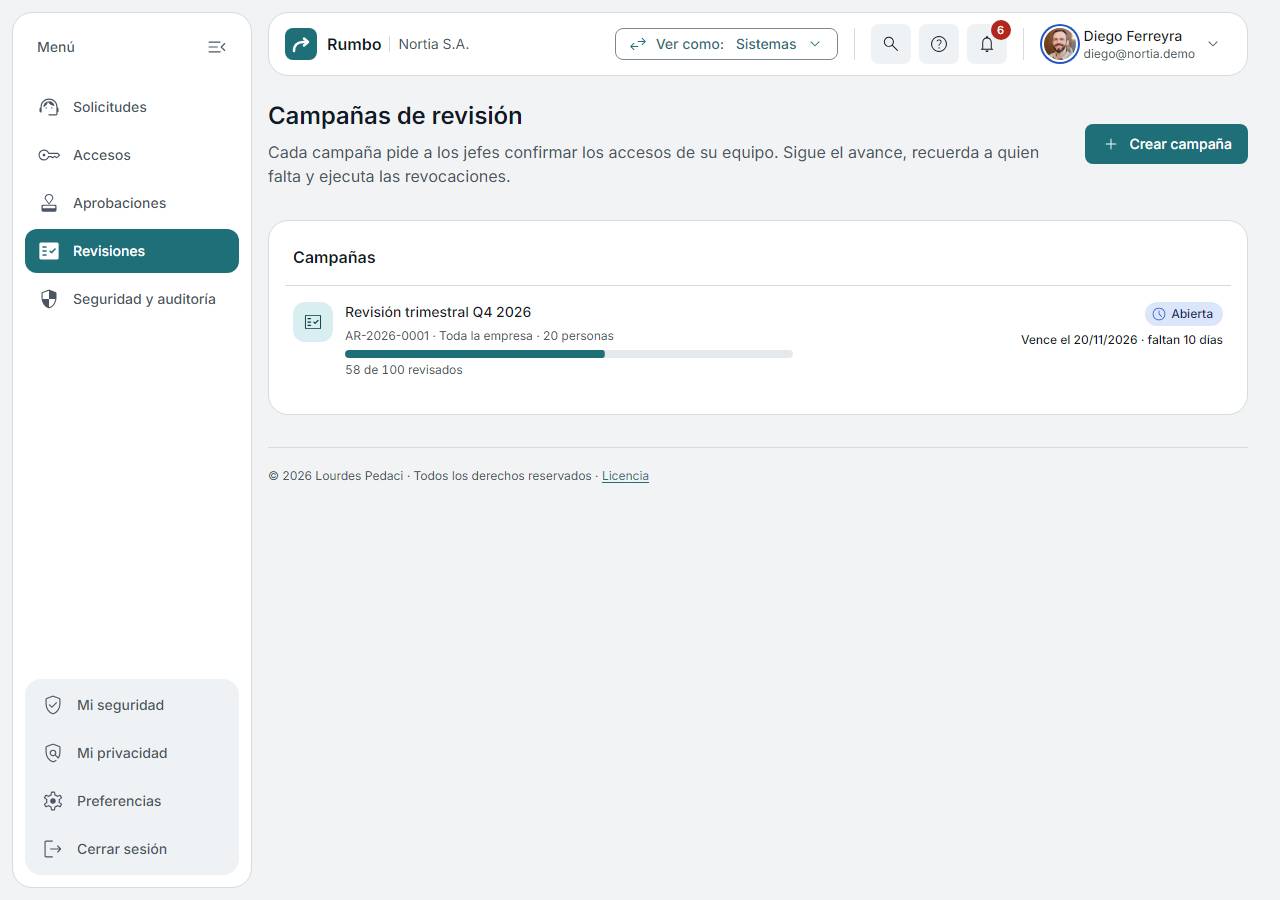 Menú
Solicitudes
Accesos
Aprobaciones
Revisiones
Seguridad y auditoría
Mi seguridad
Mi privacidad
Preferencias
Cerrar sesión
Rumbo
Nortia S.A.
Ver como: Sistemas
6
Diego Ferreyra
diego@nortia.demo
Campañas de revisión
Cada campaña pide a los jefes confirmar los accesos de su equipo. Sigue el avance, recuerda a quien
falta y ejecuta las revocaciones.
Crear campaña
Campañas
Revisión trimestral Q4 2026
AR-2026-0001 · Toda la empresa · 20 personas
58 de 100 revisados
Abierta
Vence el 20/11/2026 · faltan 10 días
© 2026 Lourdes Pedaci · Todos los derechos reservados · Licencia